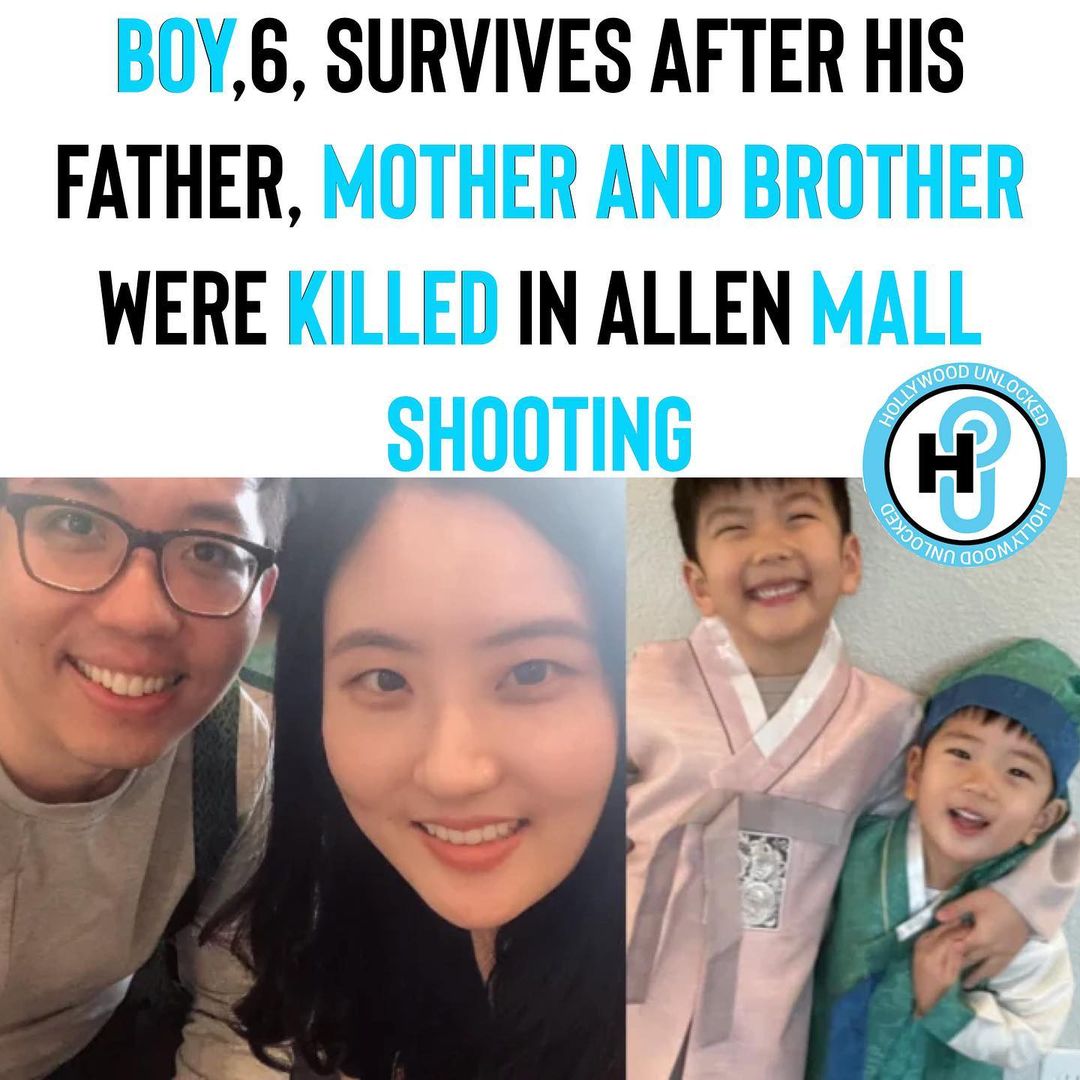 BOY,6, SURVIVES AFTER HIS
FATHER, MOTHER AND BROTHER
WERE KILLED IN ALLEN MALL
SHOOTING
HOLLYWOOD UNLOCKED
H
HOLLYWOOD UNLOCKED